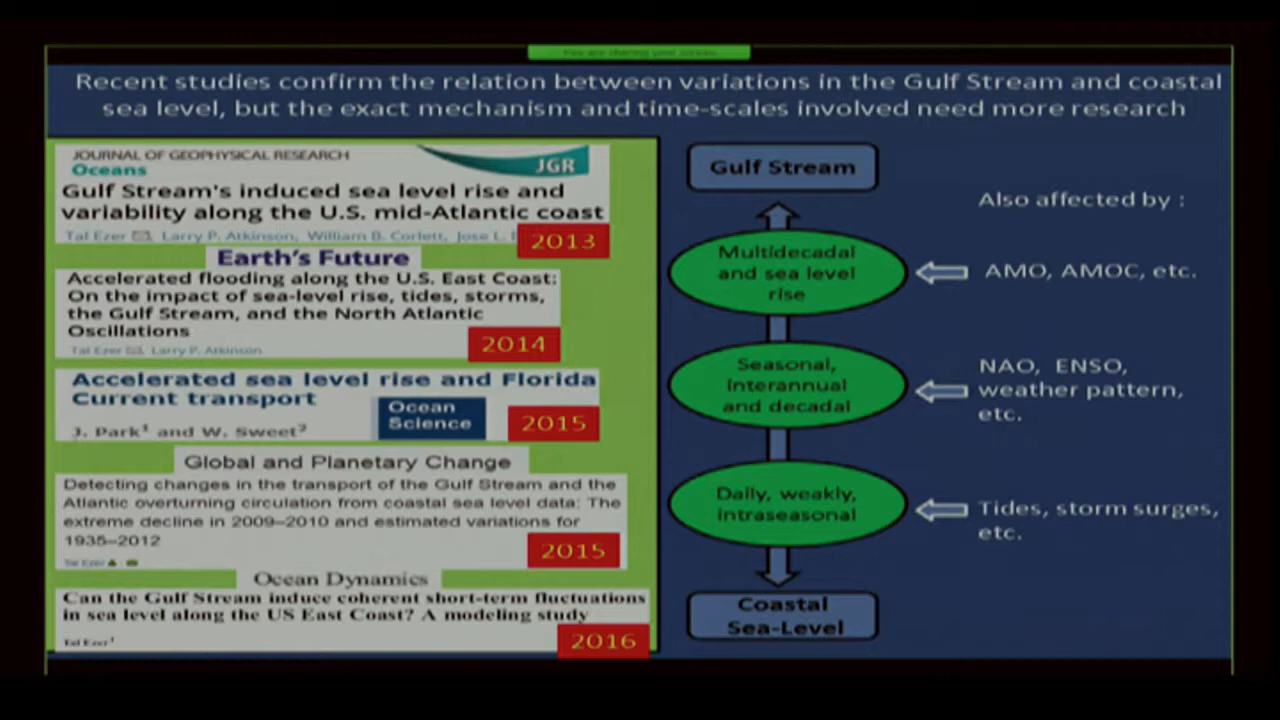 You are sharing your screen
Recent studies confirm the relation between variations in the Gulf Stream and coastal
sea level, but the exact mechanism and time-scales involved need more research
JOURNAL OF GEOPHYSICAL RESEARCH
Oceans
JGR
Gulf Stream's induced sea level rise and
variability along the U.S. mid-Atlantic coast
Tal Ezer, Larry P. Atkinson, William B. Corlett, Jose L.
2013
Earth's Future
Accelerated flooding along the U.S. East Coast:
On the impact of sea-level rise, tides, storms,
the Gulf Stream, and the North Atlantic
Oscillations
Tal Ezer, Larry P. Atkinson
2014
Accelerated sea level rise and Florida
Current transport
J. Park¹ and W. Sweet²
Ocean
Science
2015
Global and Planetary Change
Detecting changes in the transport of the Gulf Stream and the
Atlantic overturning circulation from coastal sea level data: The
extreme decline in 2009–2010 and estimated variations for
1935–2012
Tal Ezer
2015
Ocean Dynamics
Can the Gulf Stream induce coherent short-term fluctuations
in sea level along the US East Coast? A modeling study
Tal Ezer¹
2016
Gulf Stream
Multidecadal
and sea level
rise
Seasonal,
interannual
and decadal
Daily, weakly,
intraseasonal
Coastal
Sea-Level
Also affected by :
AMO, AMOC, etc.
NAO, ENSO,
weather pattern,
etc.
Tides, storm surges,
etc.